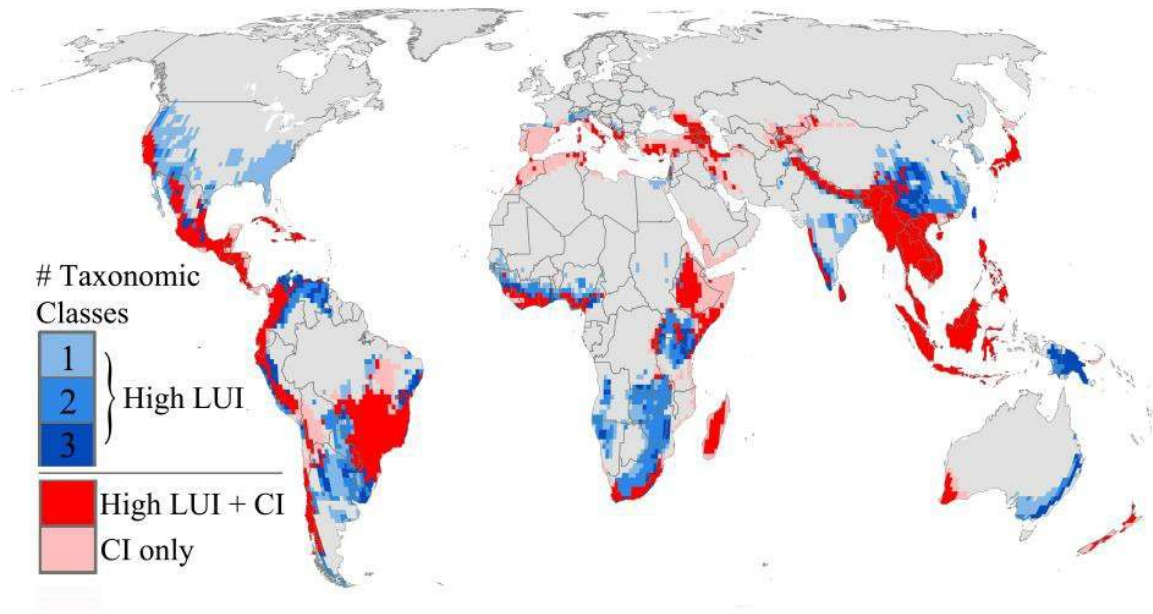 # Taxonomic
Classes
1
2
3
High LUI
High LUI + CI
CI only